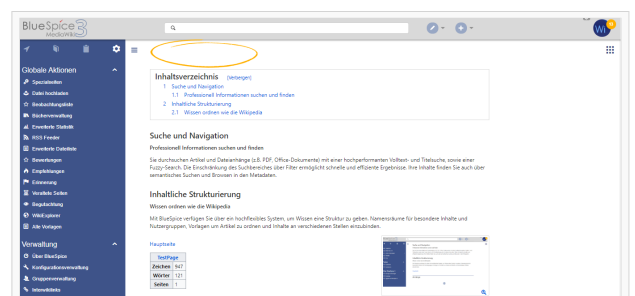 BlueSpice 3
MediaWiki
Wi
Globale Aktionen
Spezialseiten
Datei hochladen
Beobachtungsliste
Bücherverwaltung
Erweiterte Statistik
RSS Feeder
Erweiterte Dateiliste
Bewertungen
Empfehlungen
Erinnerung
Veraltete Seiten
Begutachtung
WikiExplorer
Alle Vorlagen
Verwaltung
Über BlueSpice
Konfigurationsverwaltung
Gruppenverwaltung
Interwikilinks
Inhaltsverzeichnis [Verbergen]
1 Suche und Navigation
1.1 Professionell Informationen suchen und finden
2 Inhaltliche Strukturierung
2.1 Wissen ordnen wie die Wikipedia
Suche und Navigation
Professionell Informationen suchen und finden
Sie durchsuchen Artikel und Dateianhänge (z.B. PDF, Office-Dokumente) mit einer hochperformanten Volltext- und Titelsuche, sowie einer
Fuzzy-Search. Die Einschränkung des Suchbereiches über Filter ermöglicht schnelle und effiziente Ergebnisse. Ihre Inhalte finden Sie auch über
semantisches Suchen und Browsen in den Metadaten.
Inhaltliche Strukturierung
Wissen ordnen wie die Wikipedia
Mit BlueSpice verfügen Sie über ein hochflexibles System, um Wissen eine Struktur zu geben. Namensräume für besondere Inhalte und
Nutzergruppen, Vorlagen um Artikel zu ordnen und Inhalte an verschiedenen Stellen einzubinden.
Hauptseite
TestPage
Zeichen 947
Wörter 121
Seiten 1